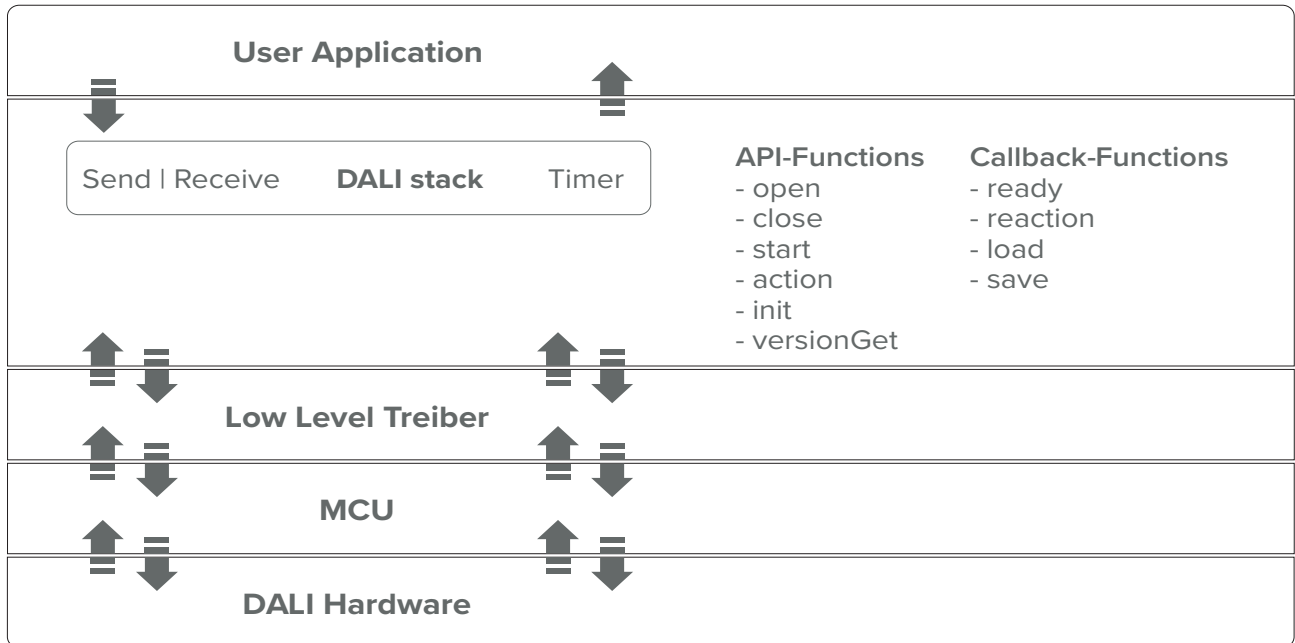 User Application
Send | Receive DALI stack Timer
API-Functions
- open
- close
- start
- action
- init
- versionGet
Callback-Functions
- ready
- reaction
- load
- save
Low Level Treiber
MCU
DALI Hardware